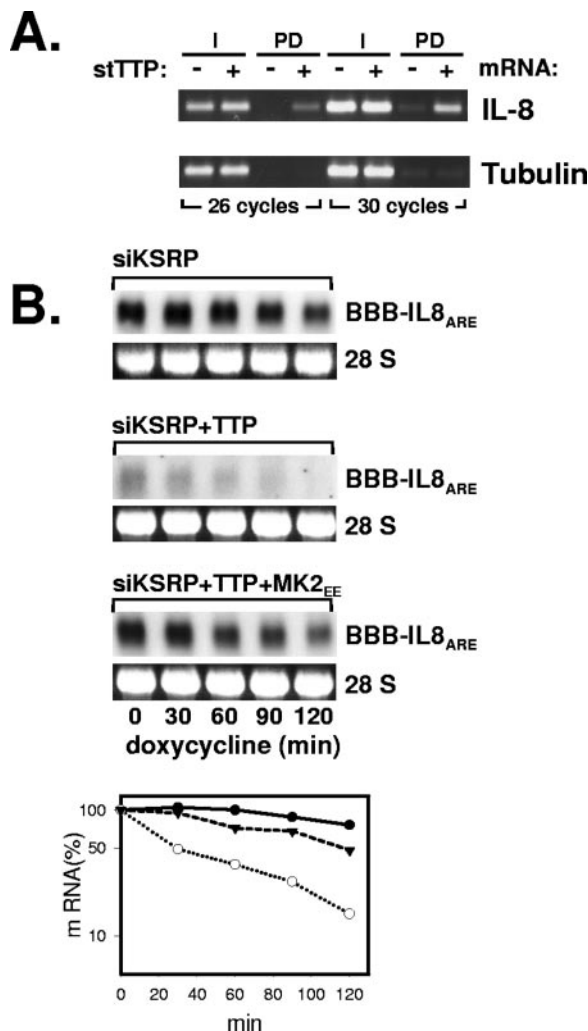 A.
I PD I PD
stTTP: - + - + - + - + mRNA:
IL-8
Tubulin
26 cycles 30 cycles
B.
siKSRP
BBB-IL8ARE
28 S
siKSRP+TTP
BBB-IL8ARE
28 S
siKSRP+TTP+MK2EE
BBB-IL8ARE
28 S
0 30 60 90 120
doxycycline (min)
100
50
10
m RNA(%)
0 20 40 60 80 100 120
min